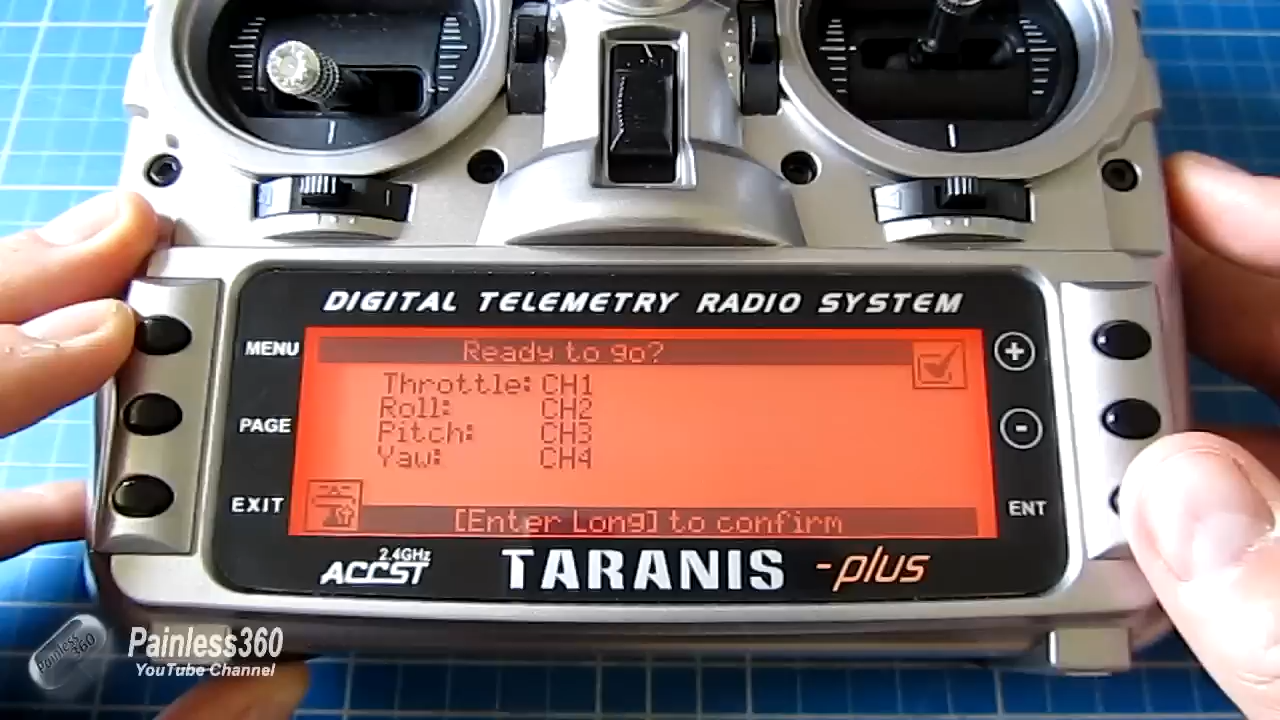 DIGITAL TELEMETRY RADIO SYSTEM
MENU
PAGE
EXIT
Ready to go?
Throttle: CH1
Roll: CH2
Pitch: CH3
Yaw: CH4
[Enter Long] to confirm
+
-
ENT
2.4GHz
ACCST
TARANIS -plus
Painless360
Painless360
YouTube Channel